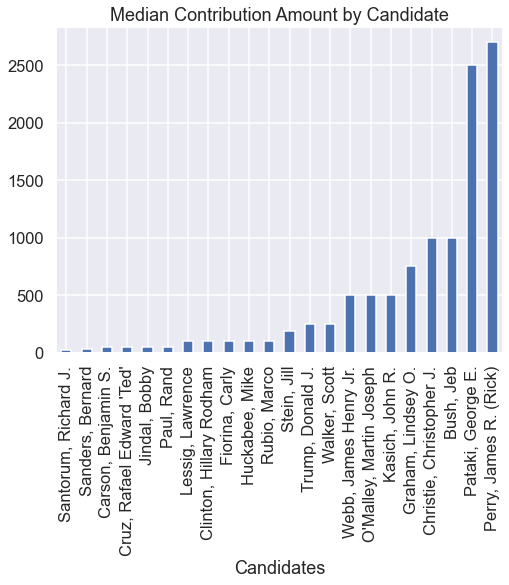 Median Contribution Amount by Candidate
2500
2000
1500
1000
500
0
Santorum, Richard J.
Sanders, Bernard
Carson, Benjamin S.
Cruz, Rafael Edward 'Ted'
Jindal, Bobby
Paul, Rand
Lessig, Lawrence
Clinton, Hillary Rodham
Fiorina, Carly
Huckabee, Mike
Rubio, Marco
Stein, Jill
Trump, Donald J.
Walker, Scott
Webb, James Henry Jr.
O'Malley, Martin Joseph
Kasich, John R.
Graham, Lindsey O.
Christie, Christopher J.
Bush, Jeb
Pataki, George E.
Perry, James R. (Rick)
Candidates